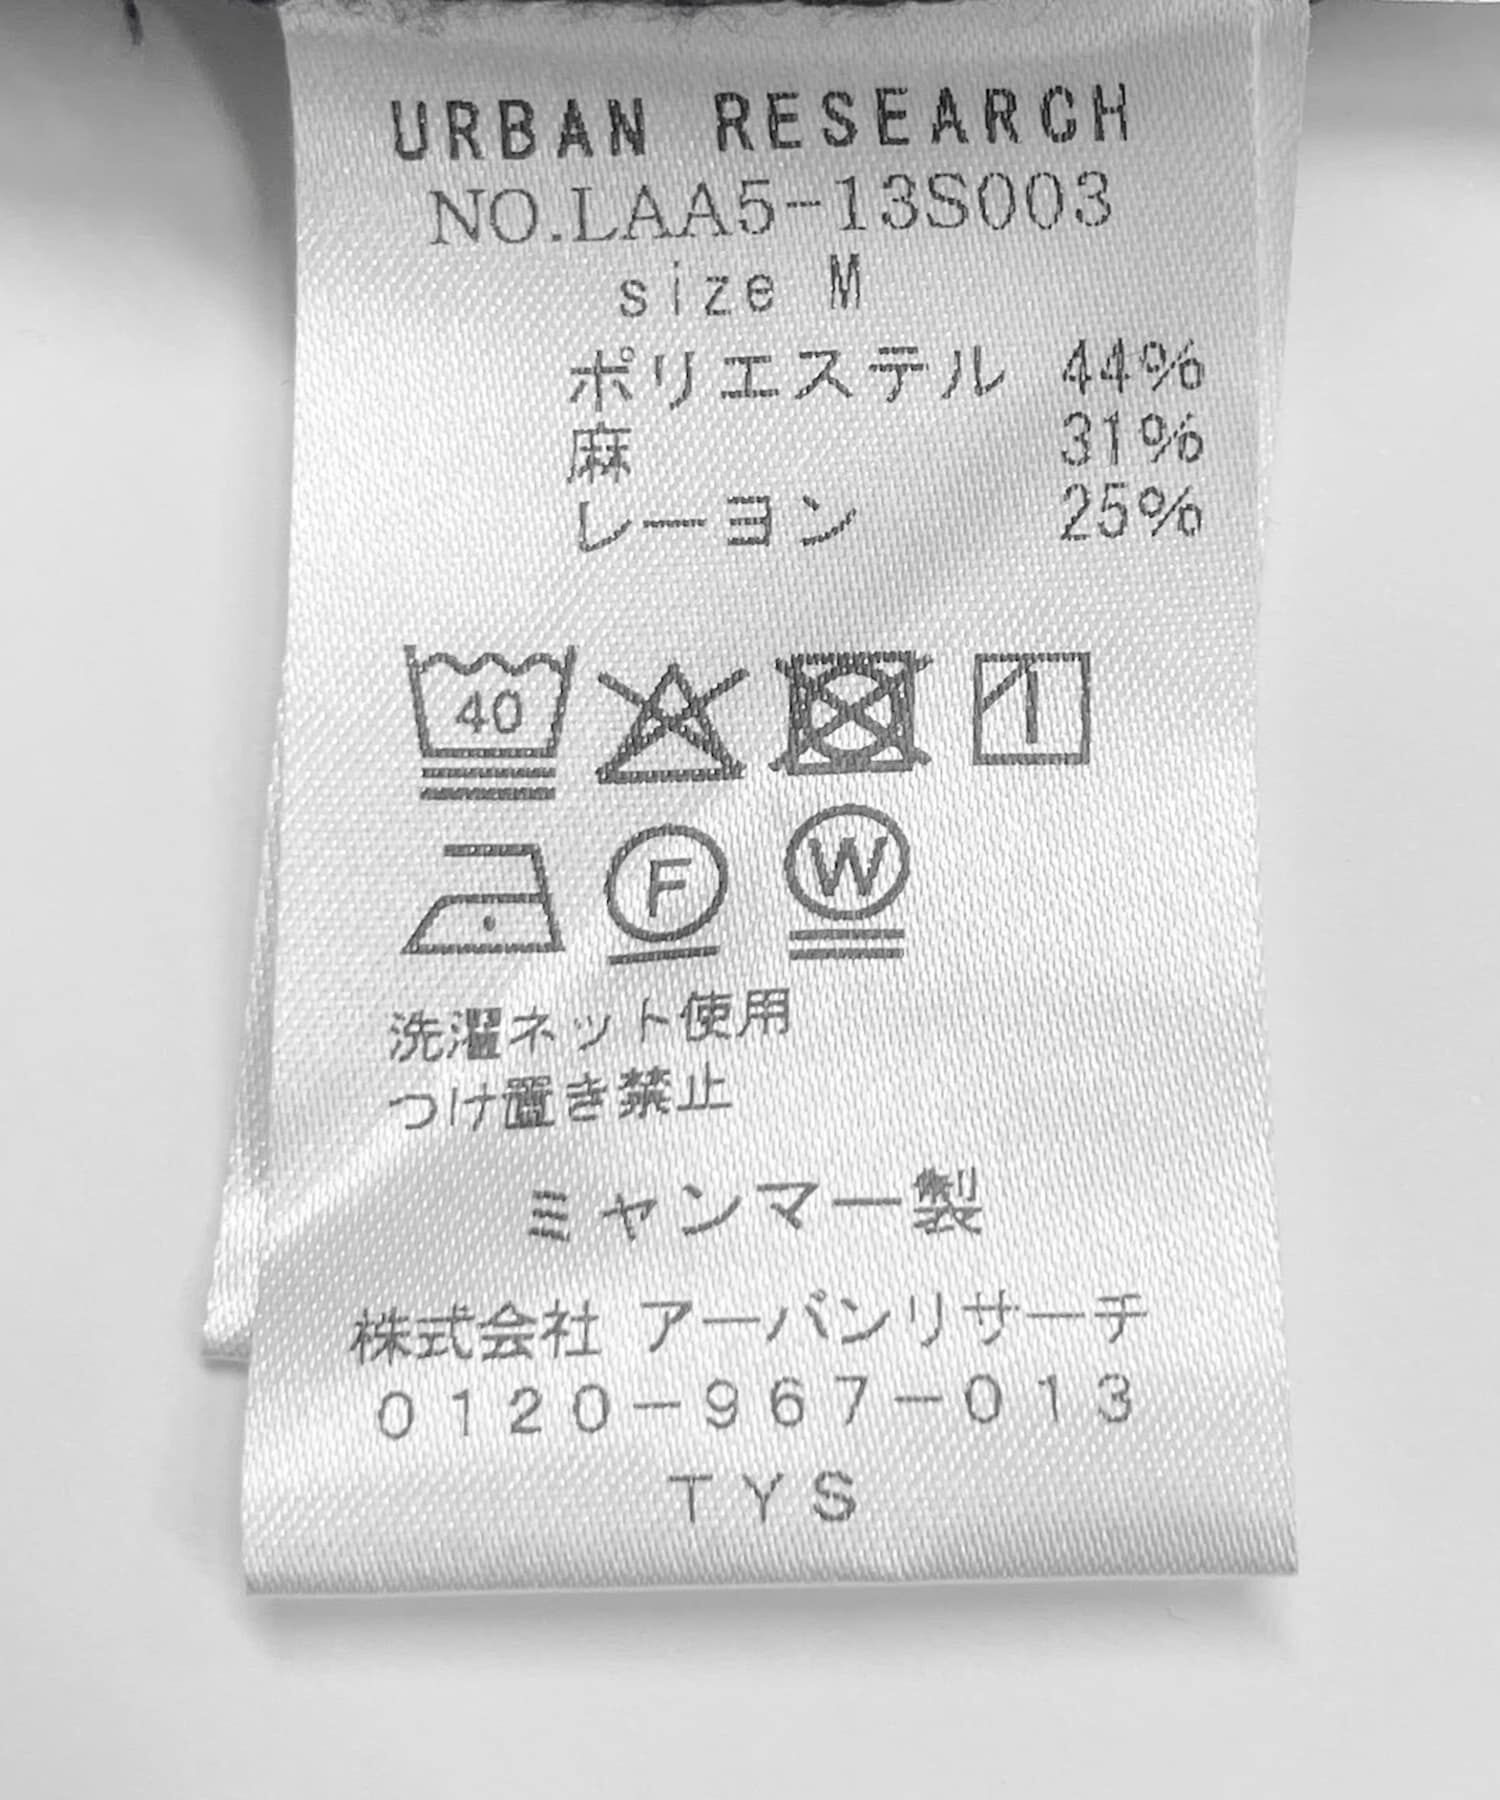 URBAN RESEARCH
NO.LAA5-13S003
size M
ポリエステル 44%
麻 31%
レーヨン 25%
40
F W
洗濯ネット使用
つけ置き禁止
ミャンマー製
株式会社 アーバンリサーチ
0120-967-013
TYS